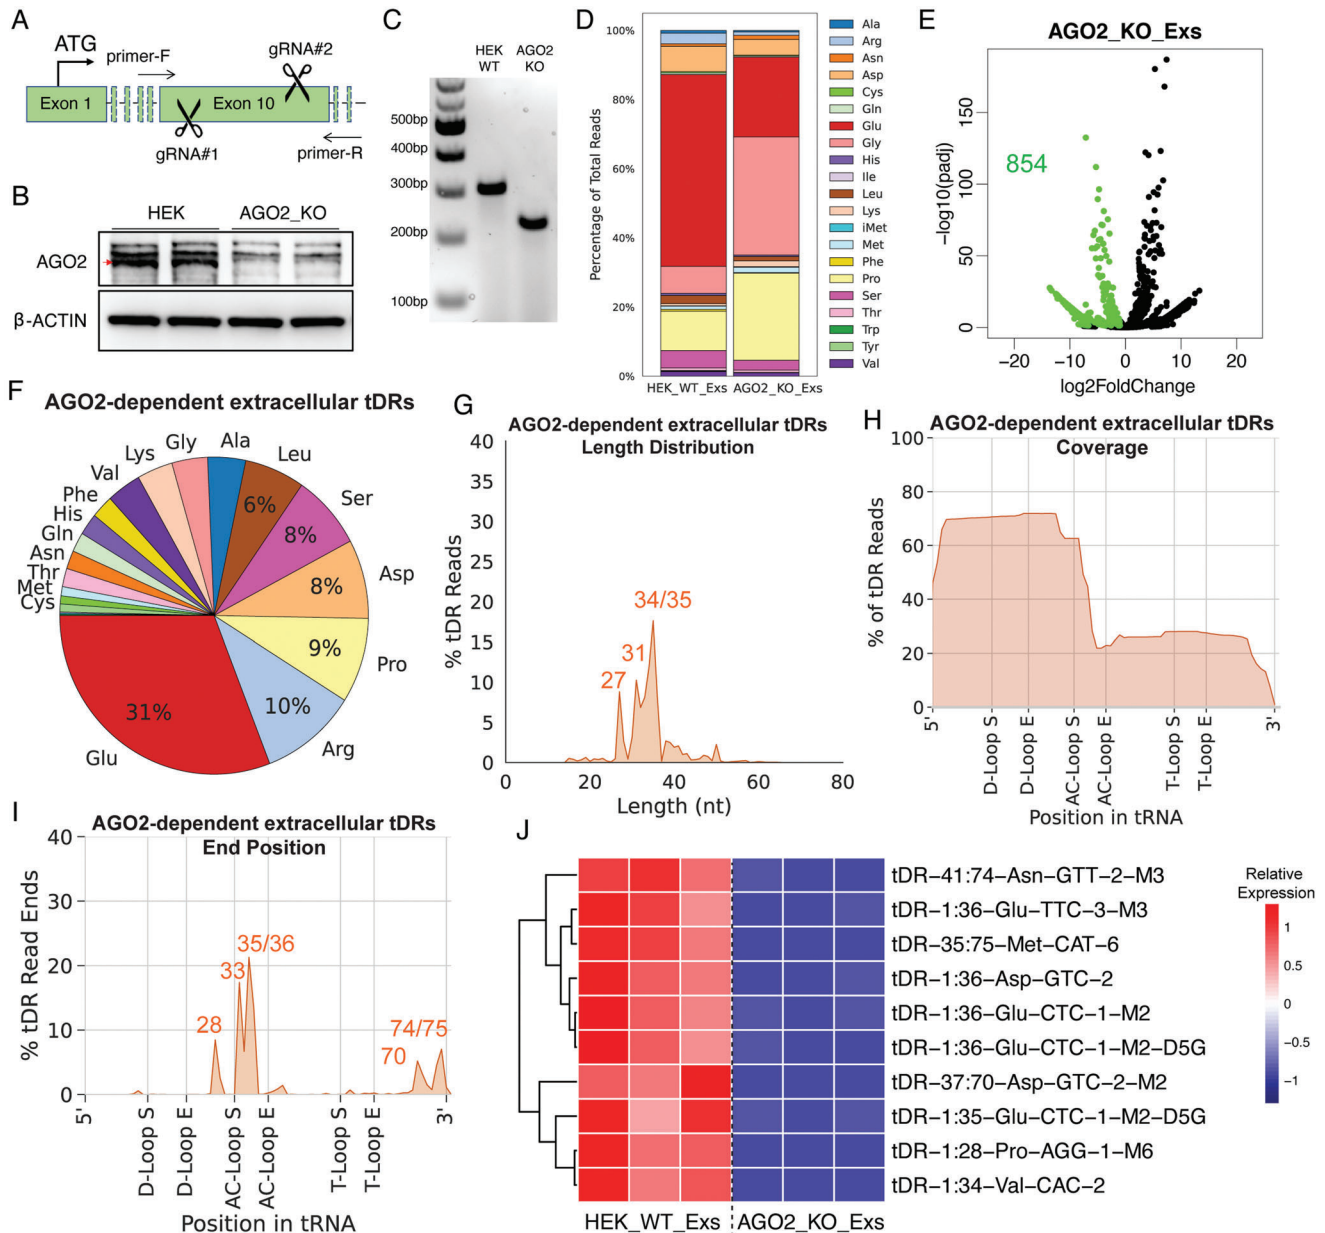 A
ATG
primer-F
gRNA#2
Exon 1
Exon 10
gRNA#1
primer-R
B
HEK
AGO2_KO
AGO2
β-ACTIN
C
HEK
WT
AGO2
KO
500bp
400bp
300bp
200bp
100bp
D
Percentage of Total Reads
100%
80%
60%
40%
20%
0%
HEK_WT_Exs
AGO2_KO_Exs
Ala
Arg
Asn
Asp
Cys
Gln
Glu
Gly
His
Ile
Leu
Lys
iMet
Met
Phe
Pro
Ser
Thr
Trp
Tyr
Val
E
AGO2_KO_Exs
854
-log10(padj)
150
100
50
0
-20
-10
0
10
20
log2FoldChange
F
AGO2-dependent extracellular tDRs
Ala
Leu
6%
Ser
8%
Asp
8%
Pro
9%
Arg
10%
Glu
31%
Cys
Met
Thr
Asn
Gln
His
Phe
Val
Lys
Gly
G
AGO2-dependent extracellular tDRs
Length Distribution
% tDR Reads
40
35
30
25
20
15
10
5
0
27
31
34/35
0
20
40
60
80
Length (nt)
H
AGO2-dependent extracellular tDRs
Coverage
% of tDR Reads
100
80
60
40
20
0
5'
D-Loop S
D-Loop E
AC-Loop S
AC-Loop E
T-Loop S
T-Loop E
3'
Position in tRNA
I
AGO2-dependent extracellular tDRs
End Position
% tDR Read Ends
40
30
20
10
0
28
33
35/36
70
74/75
5'
D-Loop S
D-Loop E
AC-Loop S
AC-Loop E
T-Loop S
T-Loop E
3'
Position in tRNA
J
tDR-41:74-Asn-GTT-2-M3
tDR-1:36-Glu-TTC-3-M3
tDR-35:75-Met-CAT-6
tDR-1:36-Asp-GTC-2
tDR-1:36-Glu-CTC-1-M2
tDR-1:36-Glu-CTC-1-M2-D5G
tDR-37:70-Asp-GTC-2-M2
tDR-1:35-Glu-CTC-1-M2-D5G
tDR-1:28-Pro-AGG-1-M6
tDR-1:34-Val-CAC-2
HEK_WT_Exs
AGO2_KO_Exs
Relative
Expression
1
0.5
0
-0.5
-1